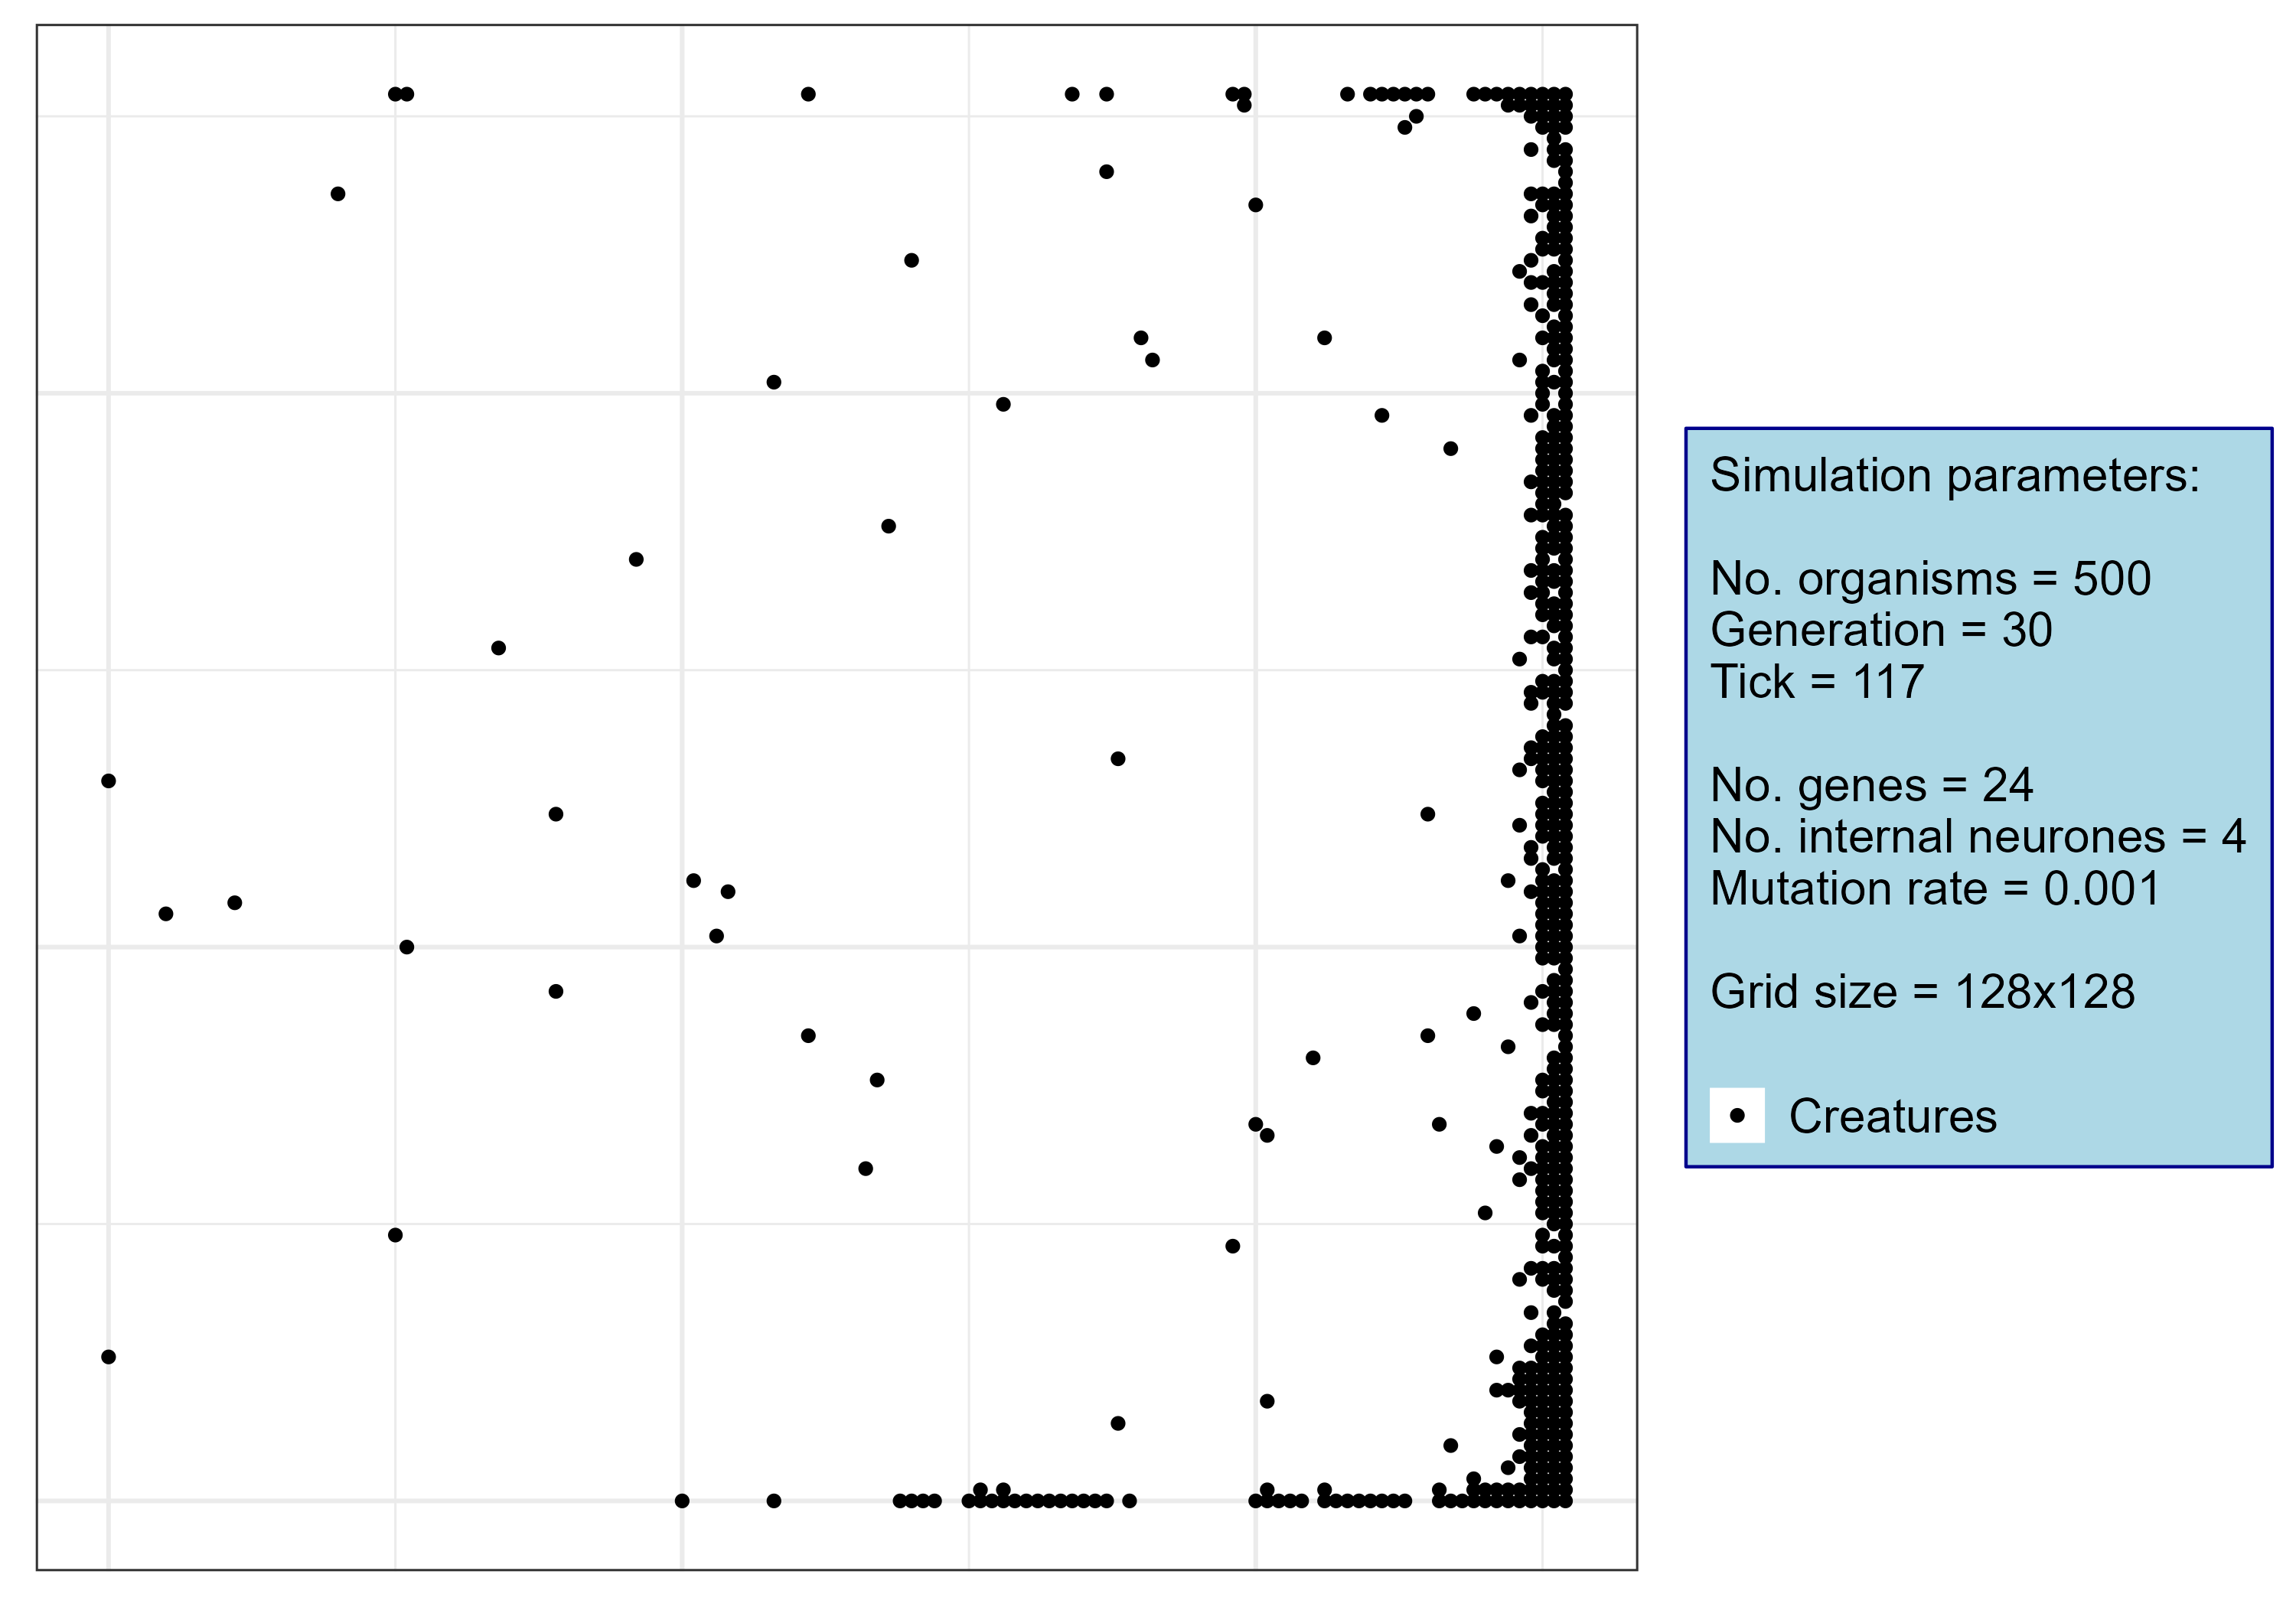 Simulation parameters:
No. organisms = 500
Generation = 30
Tick = 117
No. genes = 24
No. internal neurones = 4
Mutation rate = 0.001
Grid size = 128x128
Creatures